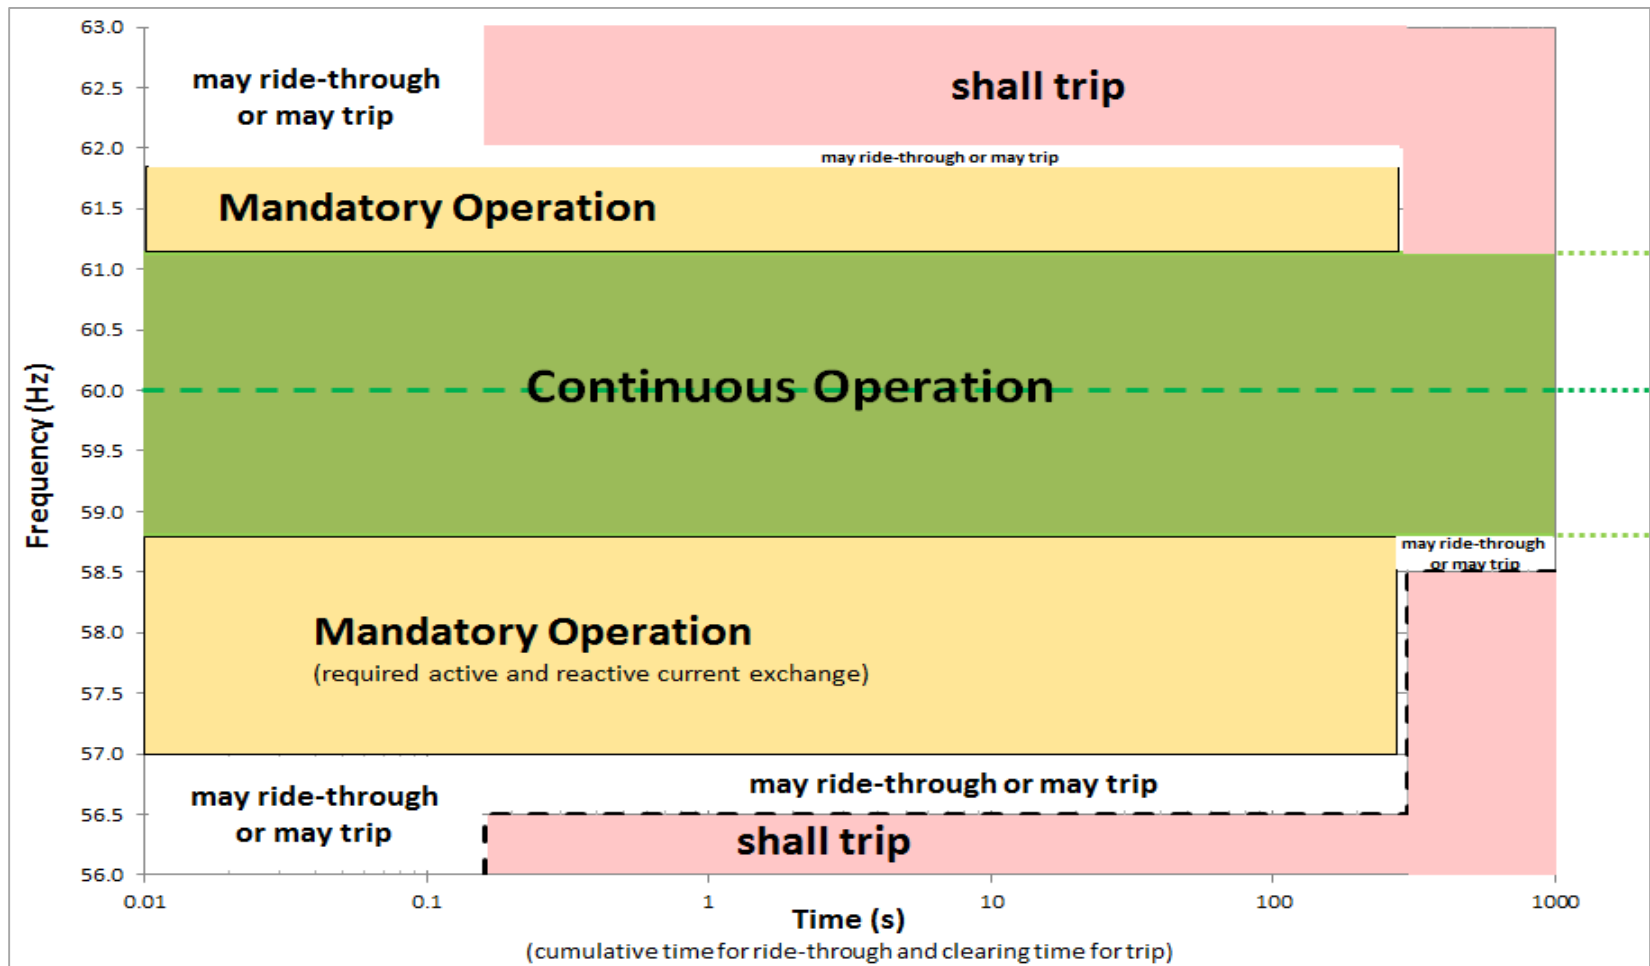 63.0
may ride-through
or may trip
shall trip
62.5
62.0
may ride-through or may trip
61.5
Mandatory Operation
61.0
60.5
Continuous Operation
60.0
59.5
59.0
Frequency (Hz)
may ride-through
or may trip
58.5
58.0
Mandatory Operation
(required active and reactive current exchange)
57.5
57.0
may ride-through or may trip
may ride-through
or may trip
56.5
shall trip
56.0
0.01 0.1 1 10 100 1000
Time (s)
(cumulative time for ride-through and clearing time for trip)